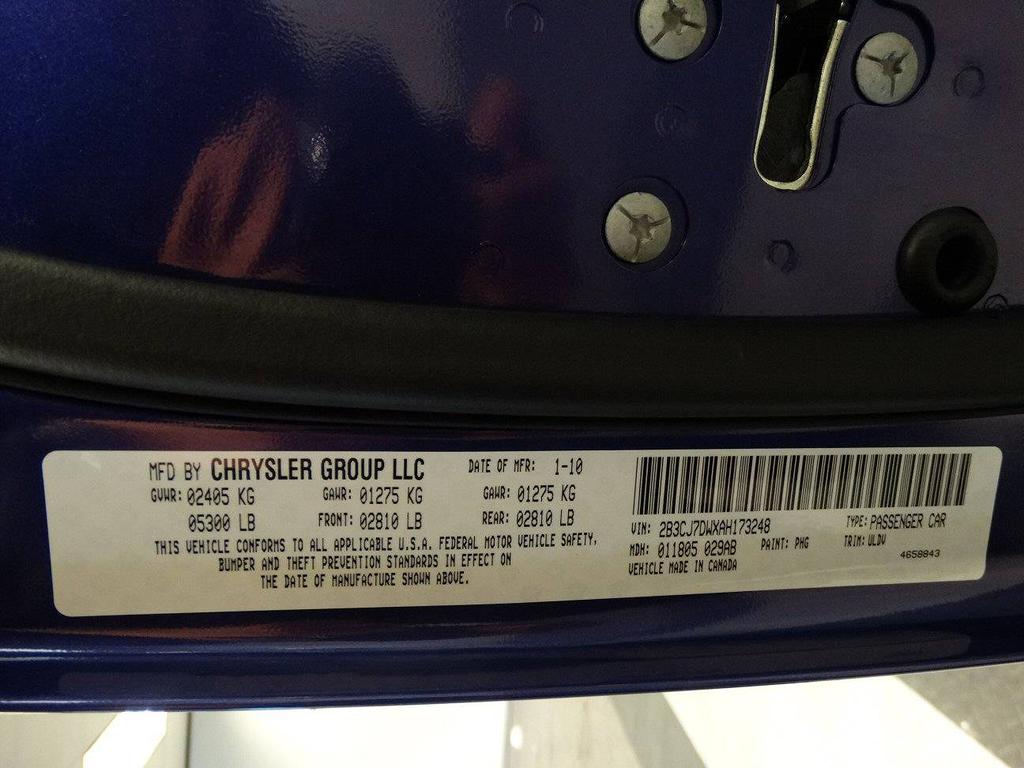 MFD BY CHRYSLER GROUP LLC DATE OF MFR: 1-10
GVWR: 02405 KG GAWR: 01275 KG GAWR: 01275 KG
05300 LB FRONT: 02810 LB REAR: 02810 LB
THIS VEHICLE CONFORMS TO ALL APPLICABLE U.S.A. FEDERAL MOTOR VEHICLE SAFETY,
BUMPER AND THEFT PREVENTION STANDARDS IN EFFECT ON
THE DATE OF MANUFACTURE SHOWN ABOVE.
VIN: 2B3CJ7DWXAH173248 TYPE: PASSENGER CAR
MDH: 011805 029AB PAINT: PHG TRIM: ULDV
VEHICLE MADE IN CANADA 4658843